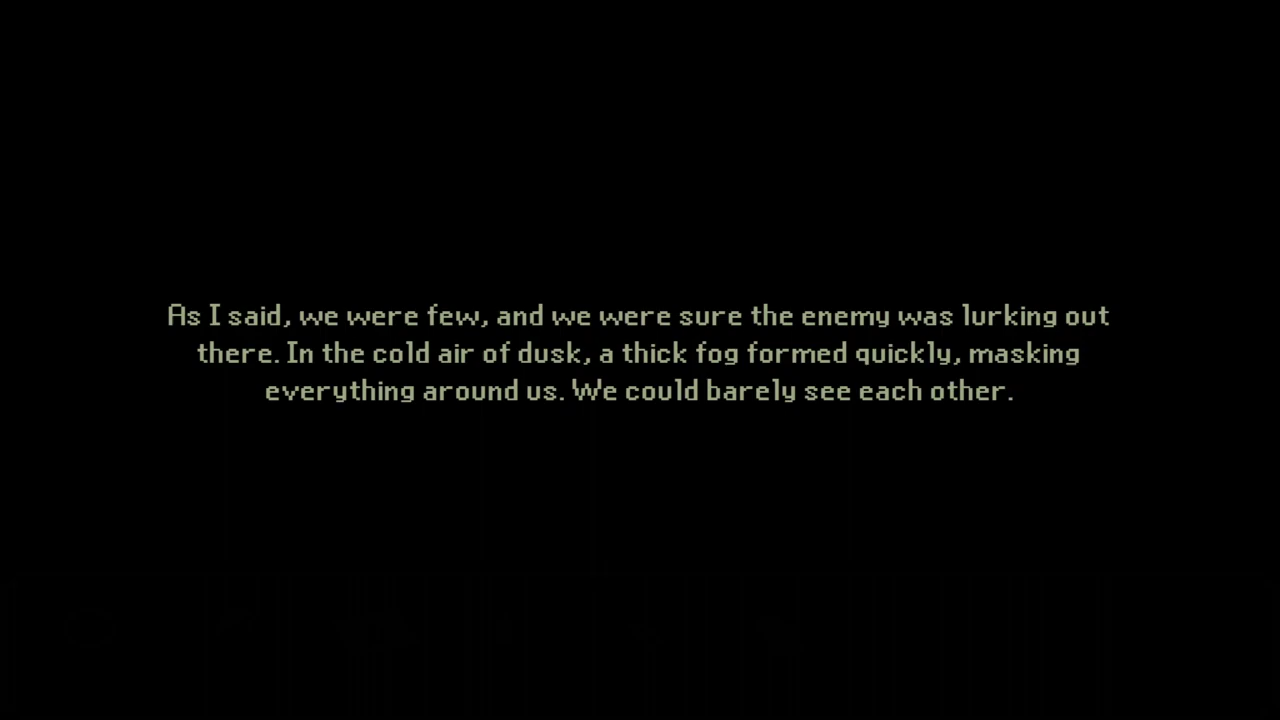 As I said, we were few, and we were sure the enemy was lurking out
there. In the cold air of dusk, a thick fog formed quickly, masking
everything around us. We could barely see each other.